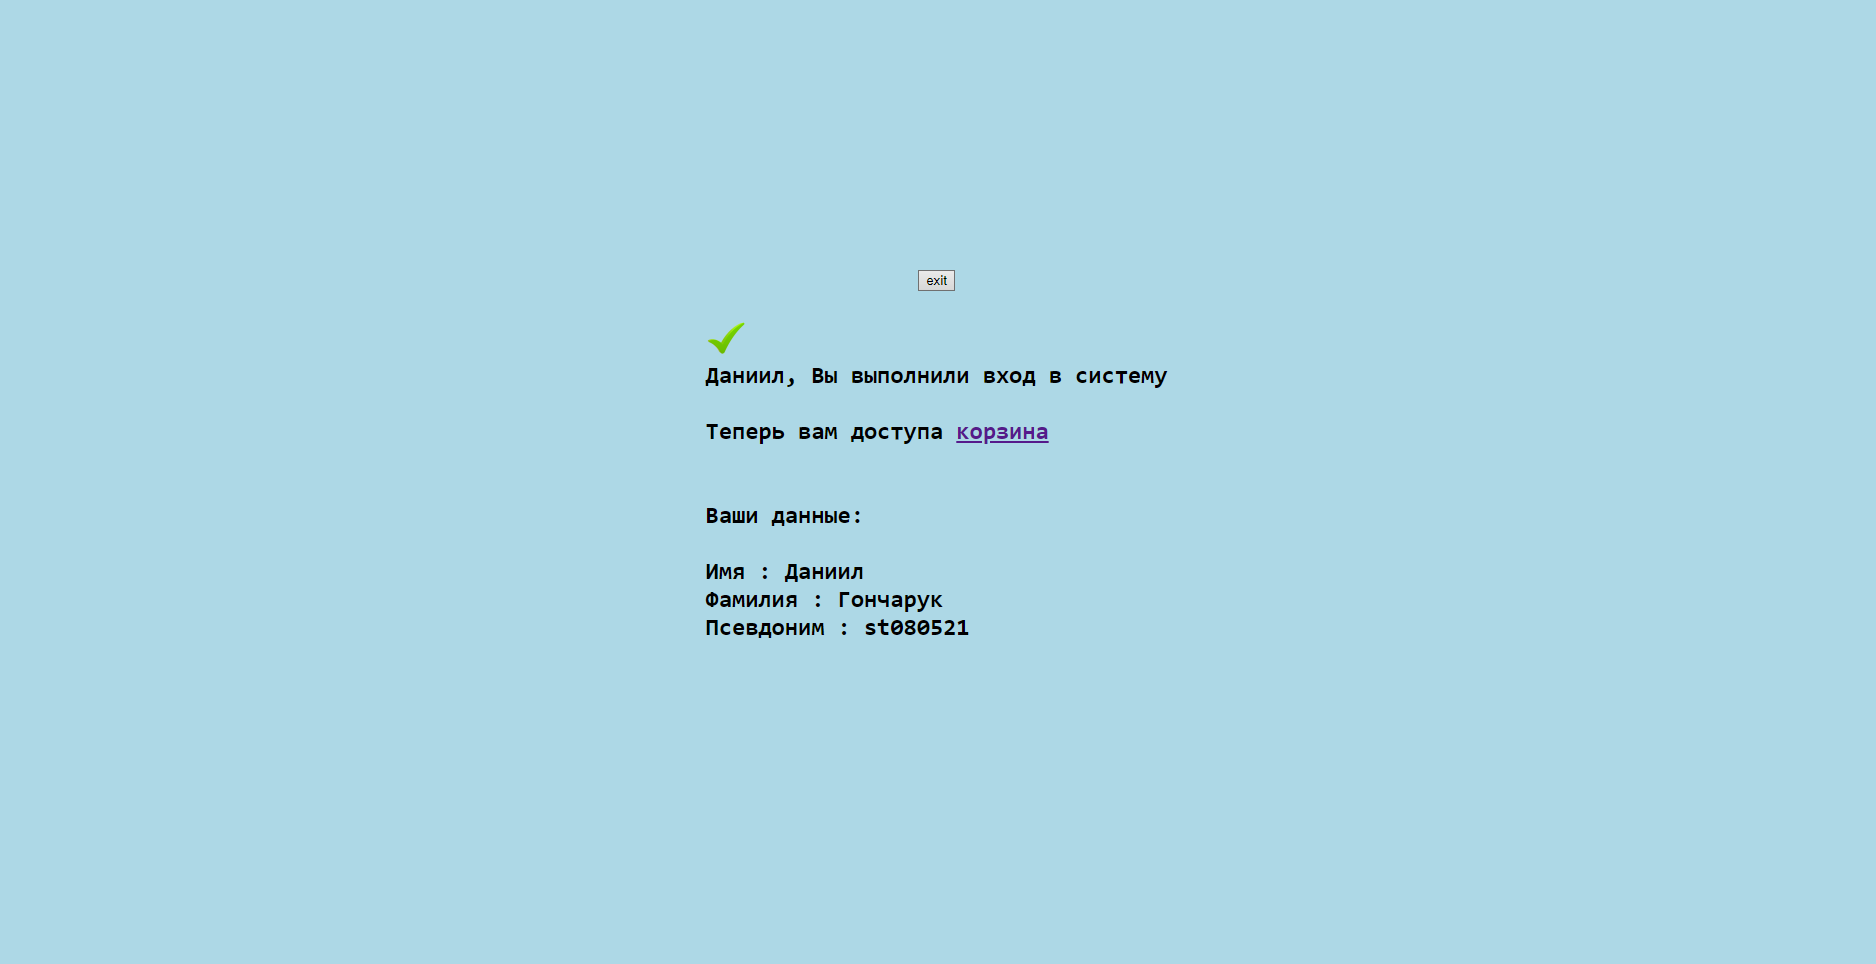 exit
Даниил, Вы выполнили вход в систему
Теперь вам доступа корзина
Ваши данные:
Имя : Даниил
Фамилия : Гончарук
Псевдоним : st080521